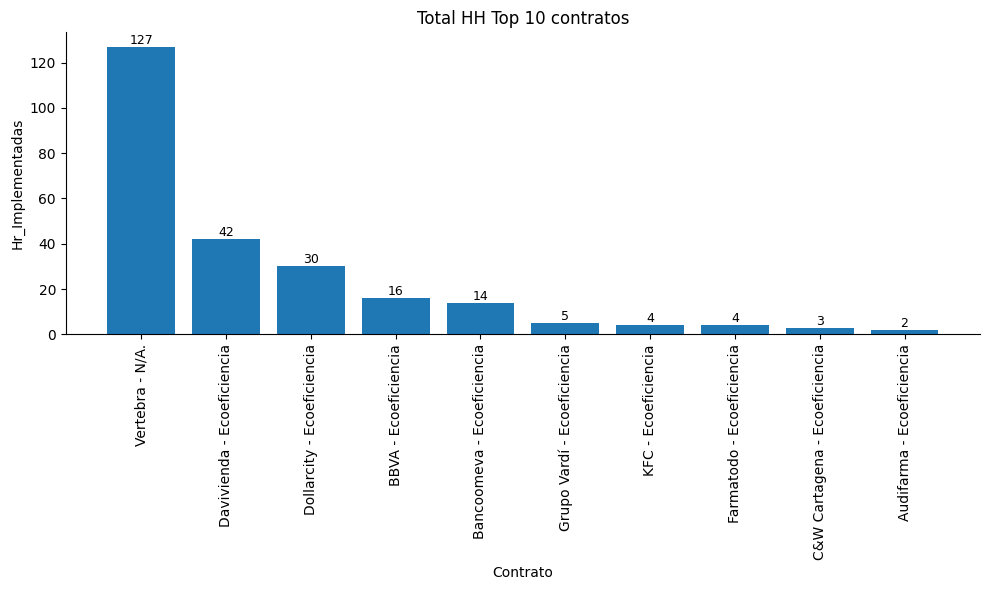 Total HH Top 10 contratos
Hr_Implementadas
120
100
80
60
40
20
0
127
42
30
16
14
5
4
4
3
2
Vertebra - N/A.
Davivienda - Ecoeficiencia
Dollarcity - Ecoeficiencia
BBVA - Ecoeficiencia
Bancoomeva - Ecoeficiencia
Grupo Vardí - Ecoeficiencia
KFC - Ecoeficiencia
Farmatodo - Ecoeficiencia
C&W Cartagena - Ecoeficiencia
Audifarma - Ecoeficiencia
Contrato